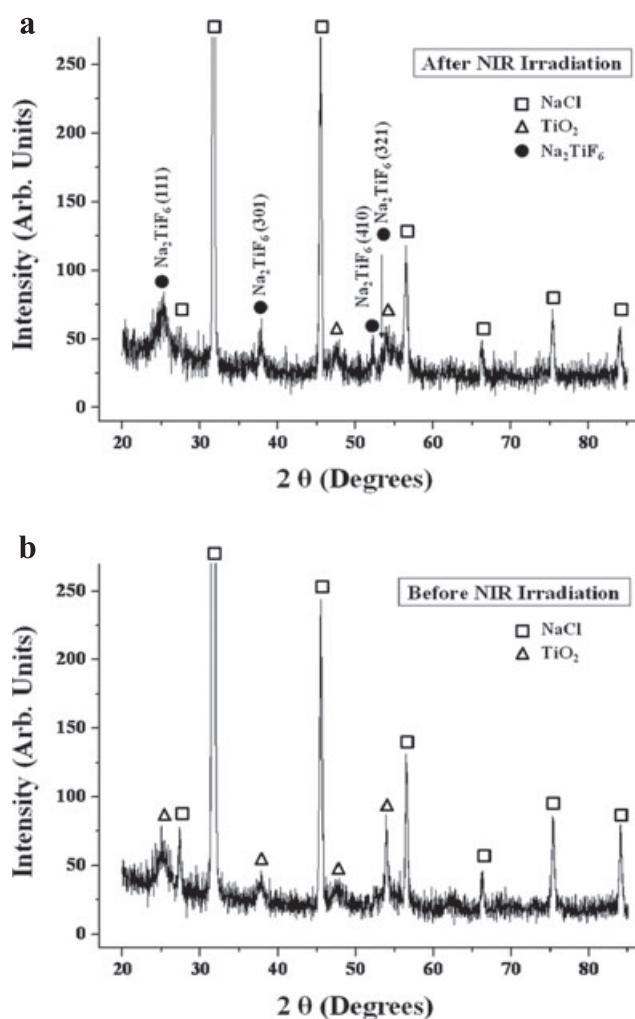 a
After NIR Irradiation
NaCl
TiO₂
Na₂TiF₆
Na₂TiF₆ (111)
Na₂TiF₆ (301)
Na₂TiF₆ (410)
Na₂TiF₆ (321)
Intensity (Arb. Units)
250
200
150
100
50
0
20 30 40 50 60 70 80
2 θ (Degrees)
b
Before NIR Irradiation
NaCl
TiO₂
Intensity (Arb. Units)
250
200
150
100
50
0
20 30 40 50 60 70 80
2 θ (Degrees)